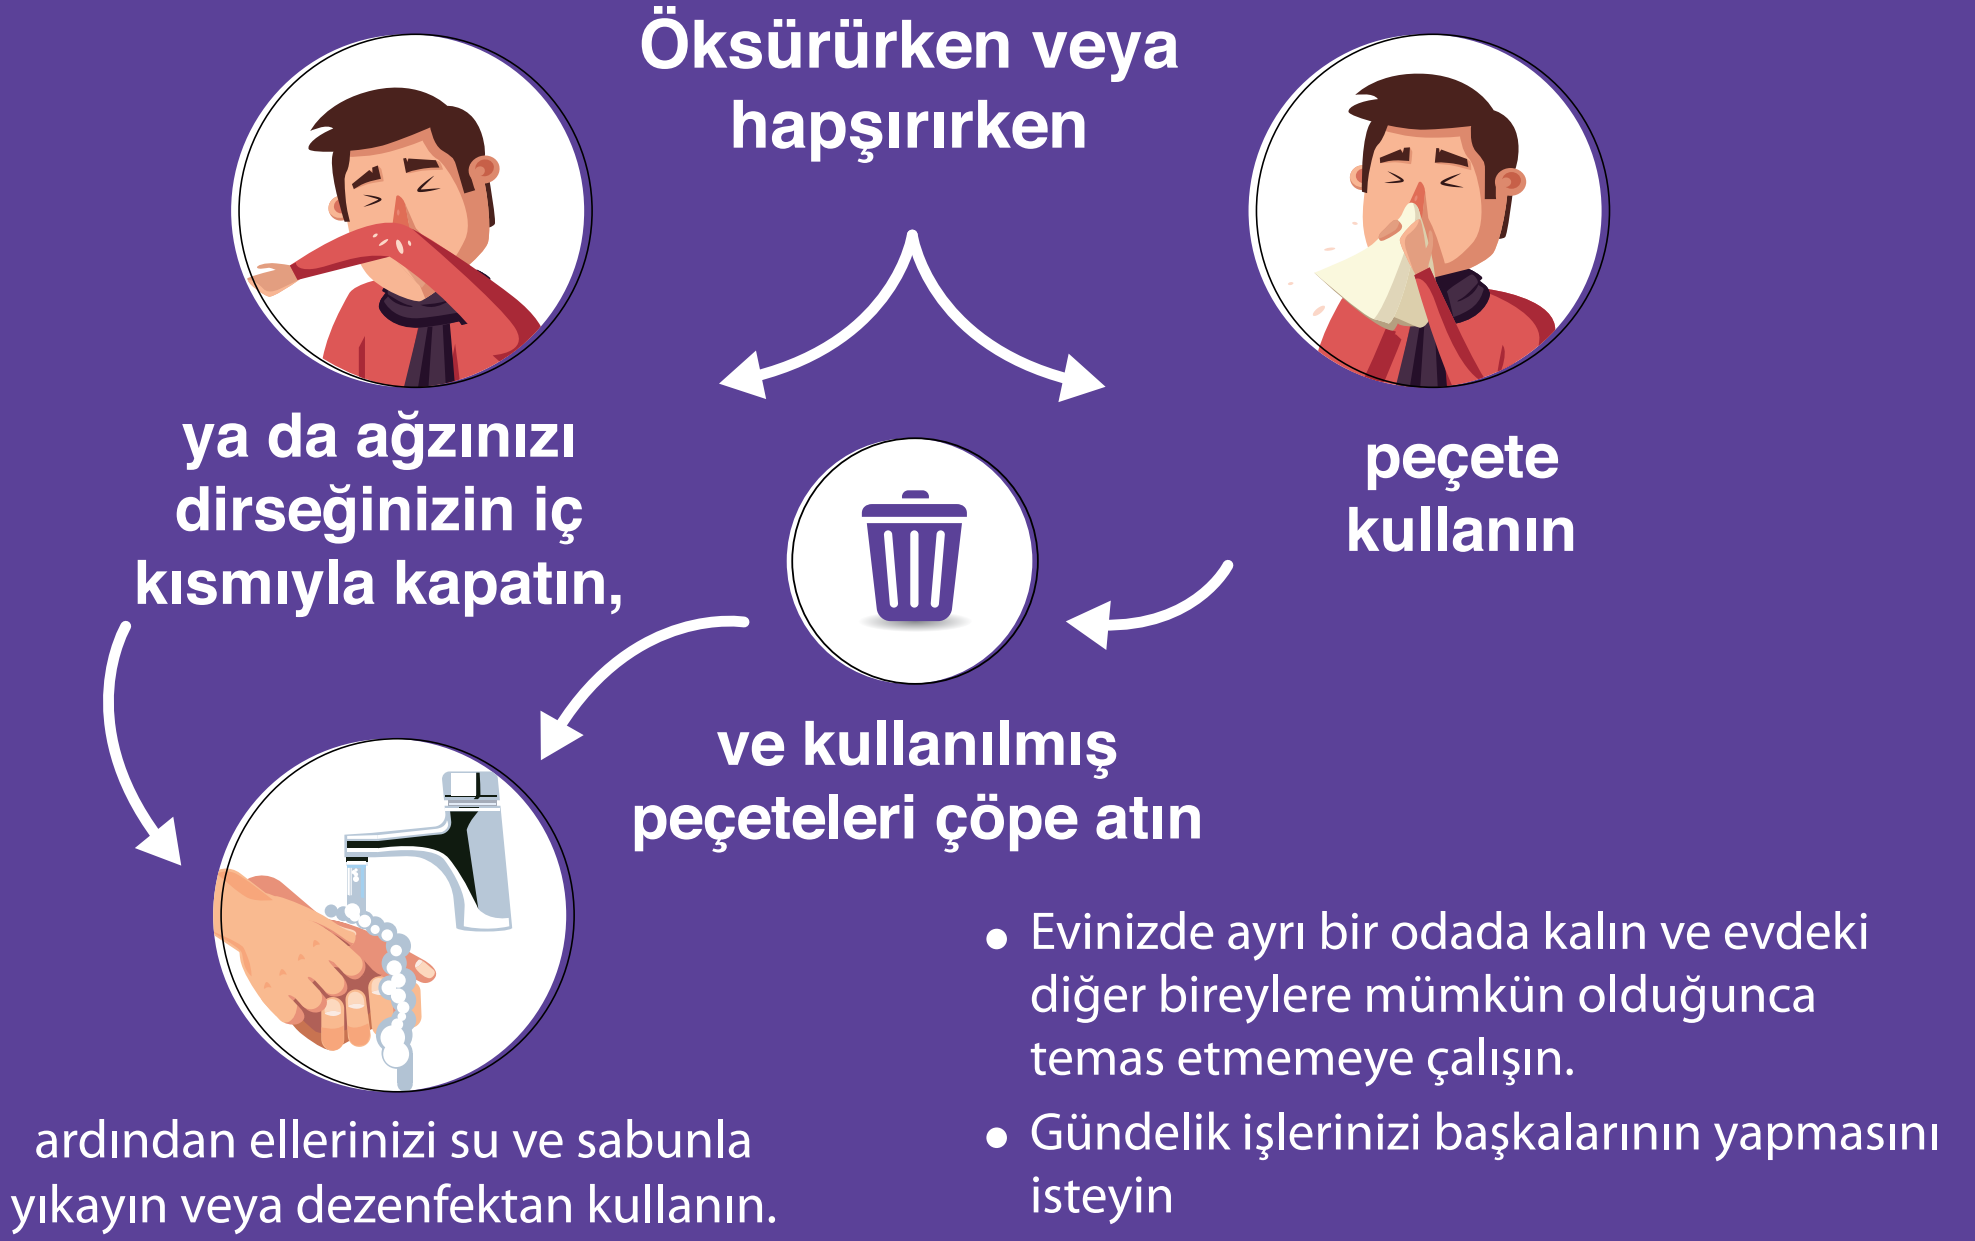 Öksürürken veya
hapşırırken
ya da ağzınızı
dirseğinizin iç
kısmıyla kapatın,
peçete
kullanın
ve kullanılmış
peçeteleri çöpe atın
ardından ellerinizi su ve sabunla
yıkayın veya dezenfektan kullanın.
• Evinizde ayrı bir odada kalın ve evdeki
diğer bireylere mümkün olduğunca
temas etmemeye çalışın.
• Gündelik işlerinizi başkalarının yapmasını
isteyin